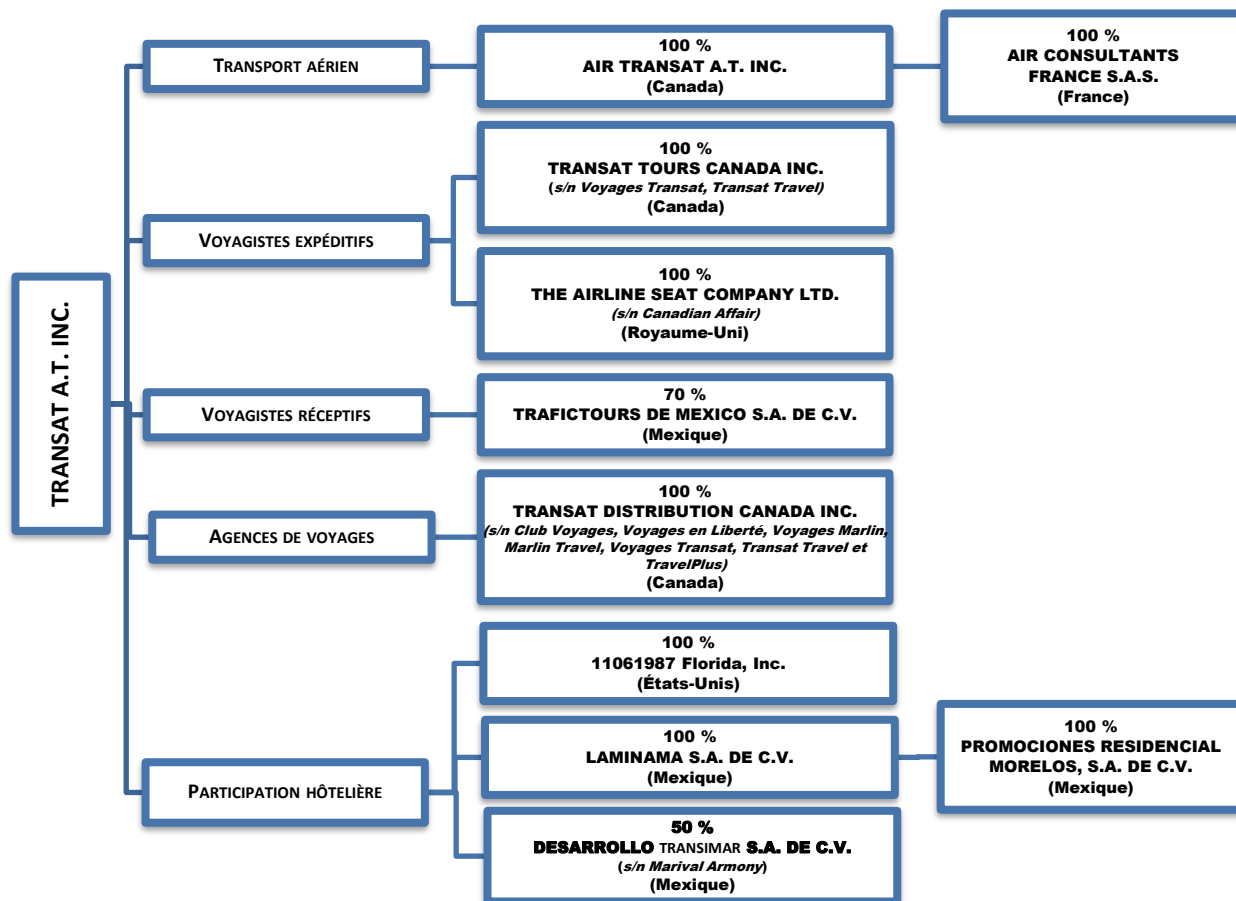 TRANSAT A.T. INC.
TRANSPORT AÉRIEN
100 %
AIR TRANSAT A.T. INC.
(Canada)
100 %
AIR CONSULTANTS
FRANCE S.A.S.
(France)
VOYAGISTES EXPÉDITIFS
100 %
TRANSAT TOURS CANADA INC.
(s/n Voyages Transat, Transat Travel)
(Canada)
100 %
THE AIRLINE SEAT COMPANY LTD.
(s/n Canadian Affair)
(Royaume-Uni)
VOYAGISTES RÉCEPTIFS
70 %
TRAFICTOURS DE MEXICO S.A. DE C.V.
(Mexique)
AGENCES DE VOYAGES
100 %
TRANSAT DISTRIBUTION CANADA INC.
(s/n Club Voyages, Voyages en Liberté, Voyages Marlin,
Marlin Travel, Voyages Transat, Transat Travel et
TravelPlus)
(Canada)
PARTICIPATION HÔTELIÈRE
100 %
11061987 Florida, Inc.
(États-Unis)
100 %
LAMINAMA S.A. DE C.V.
(Mexique)
100 %
PROMOCIONES RESIDENCIAL
MORELOS, S.A. DE C.V.
(Mexique)
50 %
DESARROLLO TRANSIMAR S.A. DE C.V.
(s/n Marival Armony)
(Mexique)